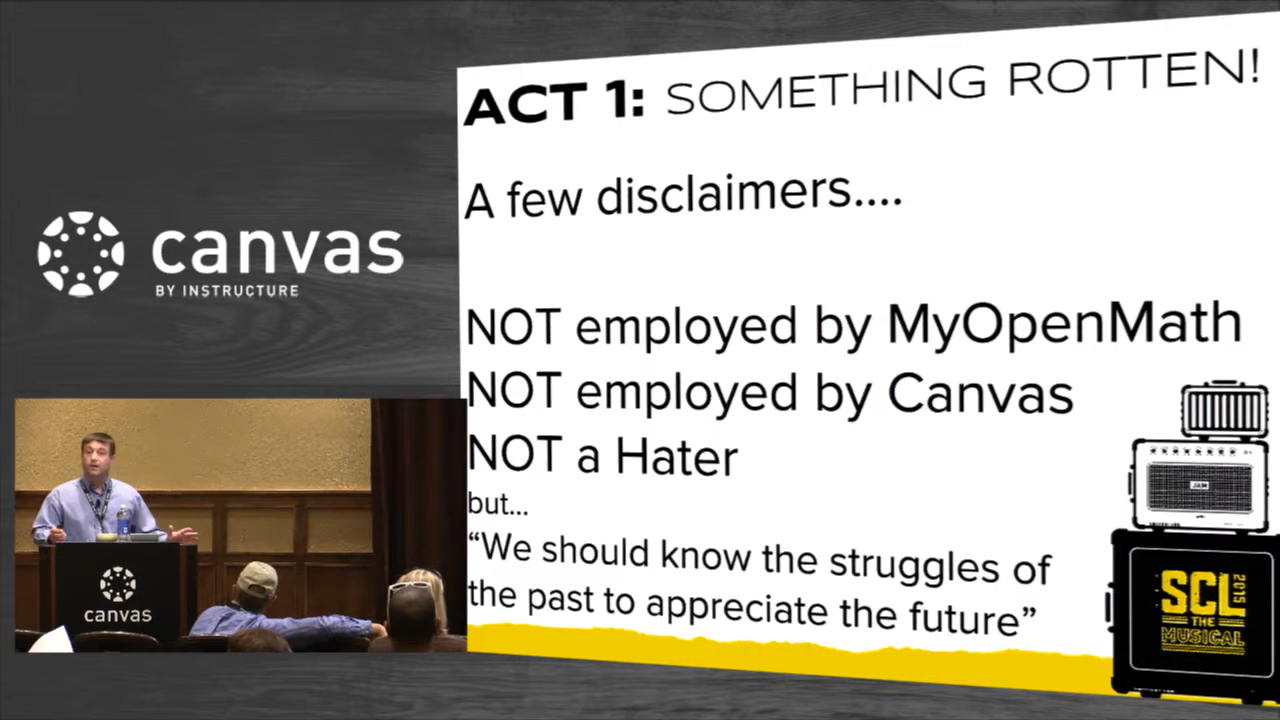 ACT 1: SOMETHING ROTTEN!
A few disclaimers....
canvas
BY INSTRUCTURE
NOT employed by MyOpenMath
NOT employed by Canvas
NOT a Hater
but...
“We should know the struggles of
the past to appreciate the future”
JAM
SCL
2015
THE
MUSICAL
canvas